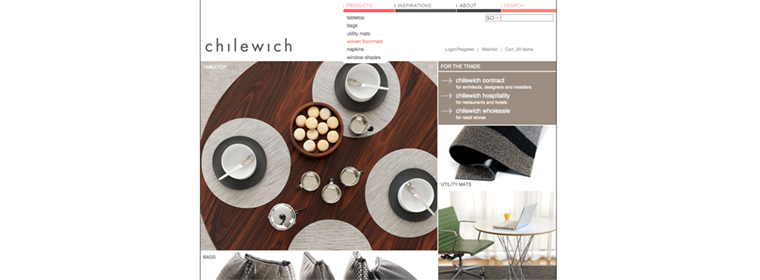 PRODUCTS
INSPIRATIONS
ABOUT
SEARCH
GO >
tabletop
bags
utility mats
woven floormats
napkins
window shades
chilewich
Login/Register | Wishlist | Cart, (0) items
TABLETOP
FOR THE TRADE
chilewich contract
for architects, designers and installers
chilewich hospitality
for restaurants and hotels
chilewich wholesale
for retail stores
UTILITY MATS
BAGS